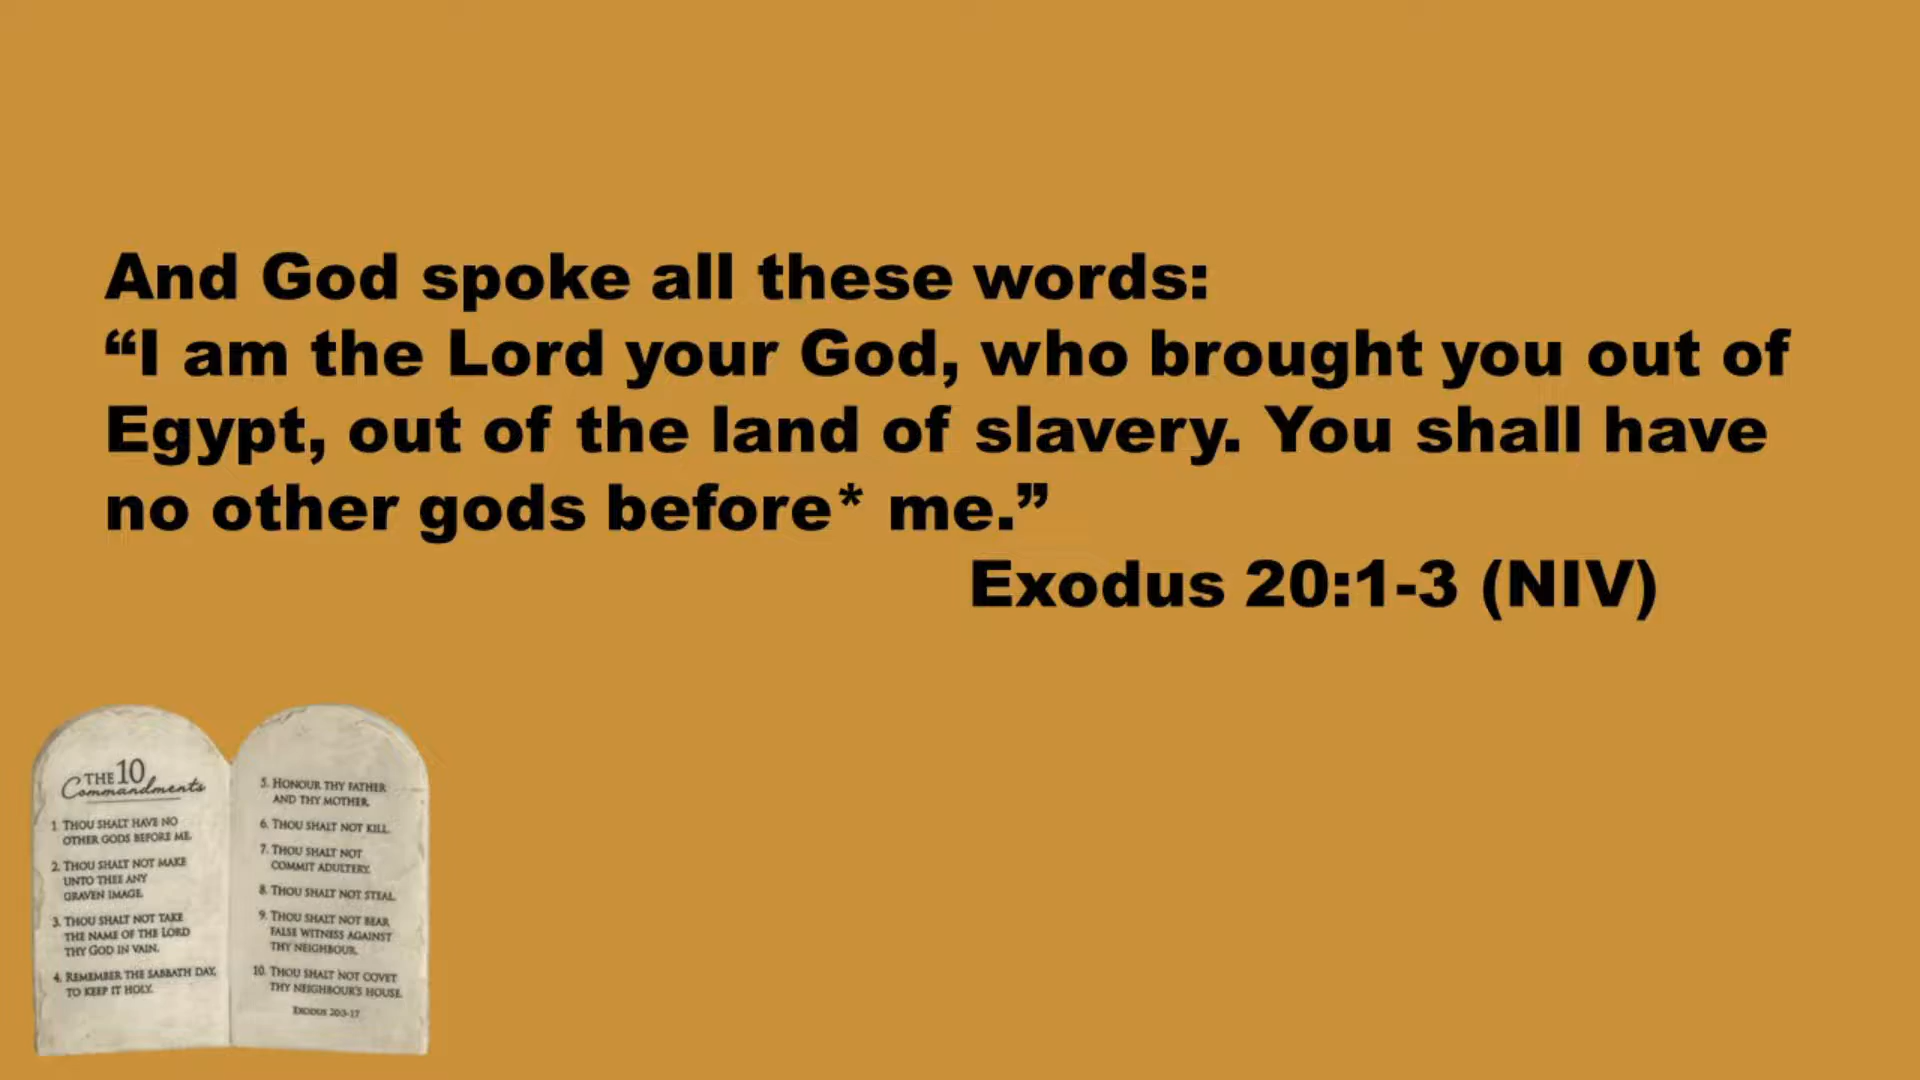 And God spoke all these words:
“I am the Lord your God, who brought you out of
Egypt, out of the land of slavery. You shall have
no other gods before* me.”
Exodus 20:1-3 (NIV)
THE 10
Commandments
1. THOU SHALT HAVE NO
OTHER GODS BEFORE ME.
2. THOU SHALT NOT MAKE
UNTO THEE ANY
GRAVEN IMAGE.
3. THOU SHALT NOT TAKE
THE NAME OF THE LORD
THY GOD IN VAIN.
4. REMEMBER THE SABBATH DAY,
TO KEEP IT HOLY.
5. HONOUR THY FATHER
AND THY MOTHER.
6. THOU SHALT NOT KILL.
7. THOU SHALT NOT
COMMIT ADULTERY.
8. THOU SHALT NOT STEAL.
9. THOU SHALT NOT BEAR
FALSE WITNESS AGAINST
THY NEIGHBOUR.
10. THOU SHALT NOT COVET
THY NEIGHBOUR'S HOUSE.
EXODUS 20:3-17